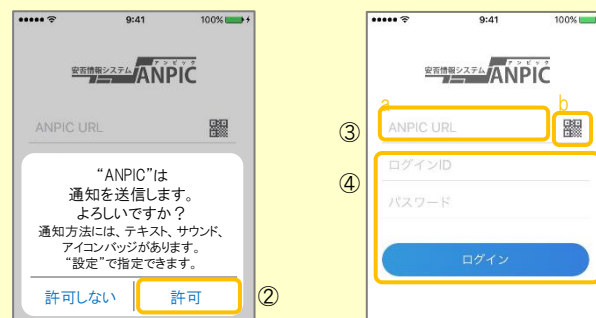 9:41
100%
安否情報システム
アンピック
ANPIC
ANPIC URL
“ANPIC”は
通知を送信します。
よろしいですか？
通知方法には、テキスト、サウンド、
アイコンバッジがあります。
“設定”で指定できます。
許可しない
許可
②
9:41
100%
安否情報システム
アンピック
ANPIC
a
b
③
ANPIC URL
④
ログインID
パスワード
ログイン